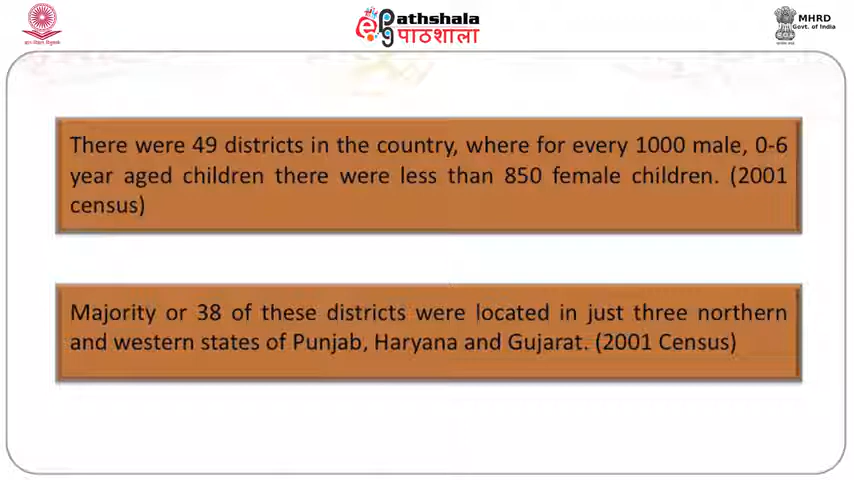 ePathshala
पाठशाला
MHRD
Govt. of India
There were 49 districts in the country, where for every 1000 male, 0-6
year aged children there were less than 850 female children. (2001
census)
Majority or 38 of these districts were located in just three northern
and western states of Punjab, Haryana and Gujarat. (2001 Census)